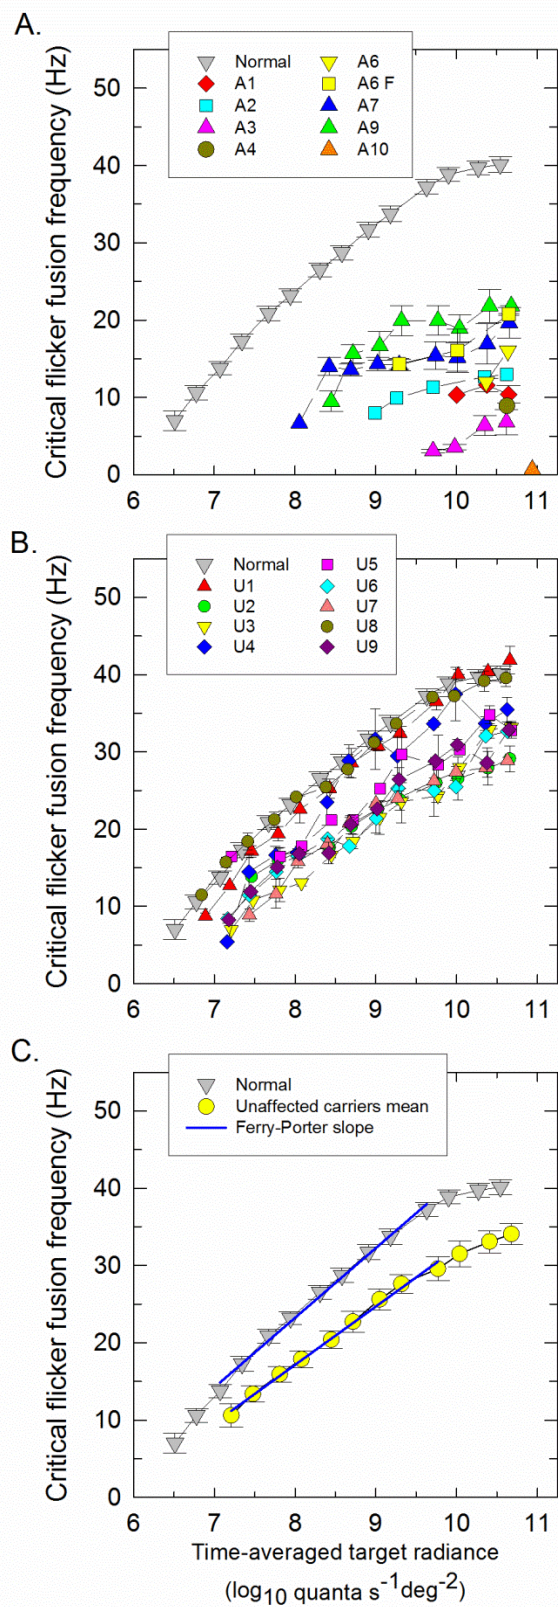 A.
Normal A6
A1 A6 F
A2 A7
A3 A9
A4 A10
Critical flicker fusion frequency (Hz)
50
40
30
20
10
0
6 7 8 9 10 11
B.
Normal U5
U1 U6
U2 U7
U3 U8
U4 U9
Critical flicker fusion frequency (Hz)
50
40
30
20
10
0
6 7 8 9 10 11
C.
Normal
Unaffected carriers mean
Ferry-Porter slope
Critical flicker fusion frequency (Hz)
50
40
30
20
10
0
6 7 8 9 10 11
Time-averaged target radiance
(log10 quanta s-1deg-2)